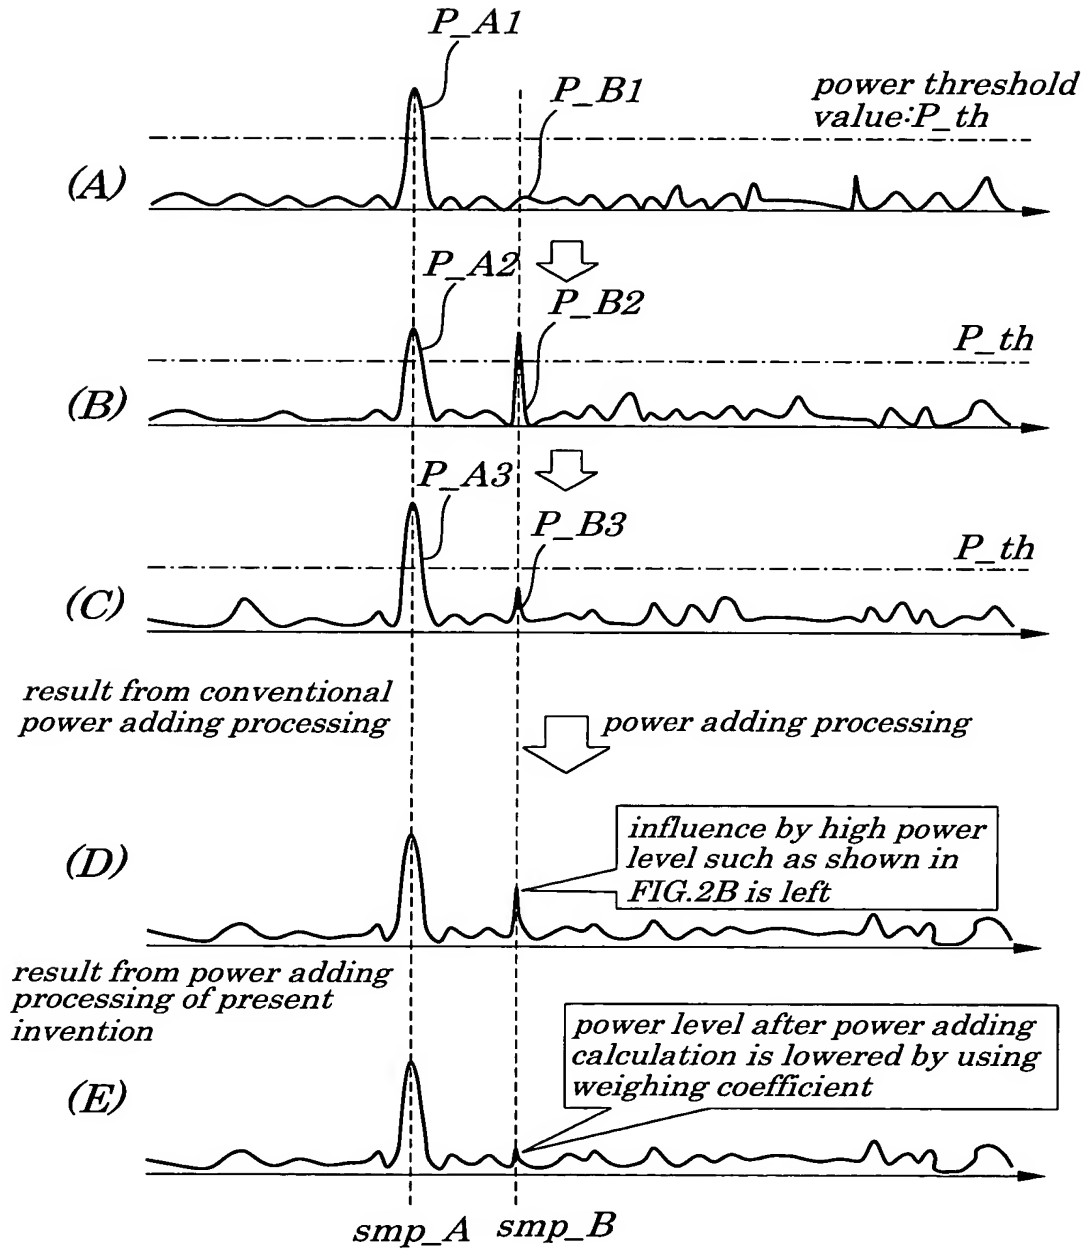 P_A1
P_B1
power threshold
value:P_th
(A)
P_A2
P_B2
P_th
(B)
P_A3
P_B3
P_th
(C)
result from conventional
power adding processing
power adding processing
(D)
influence by high power
level such as shown in
FIG.2B is left
result from power adding
processing of present
invention
(E)
power level after power adding
calculation is lowered by using
weighing coefficient
smp_A
smp_B